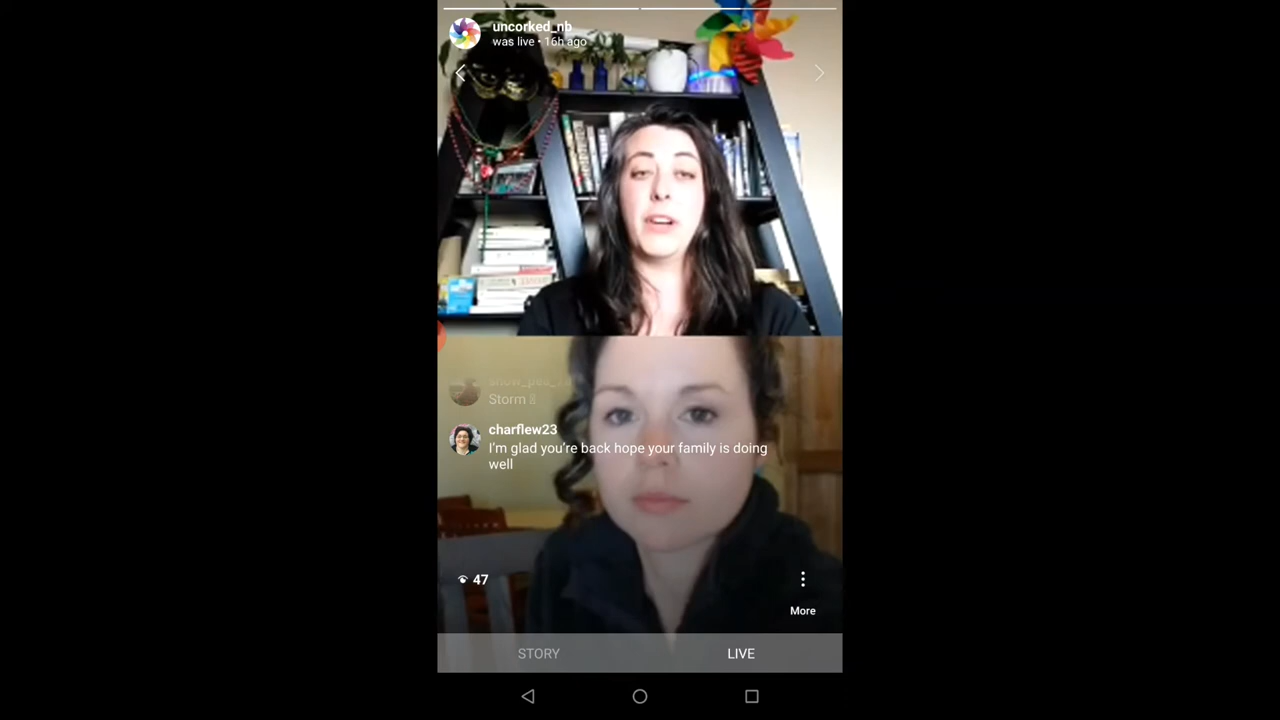 uncorked_nb
was live • 16h ago
Storm
charflew23
I'm glad you're back hope your family is doing
well
47
More
STORY
LIVE